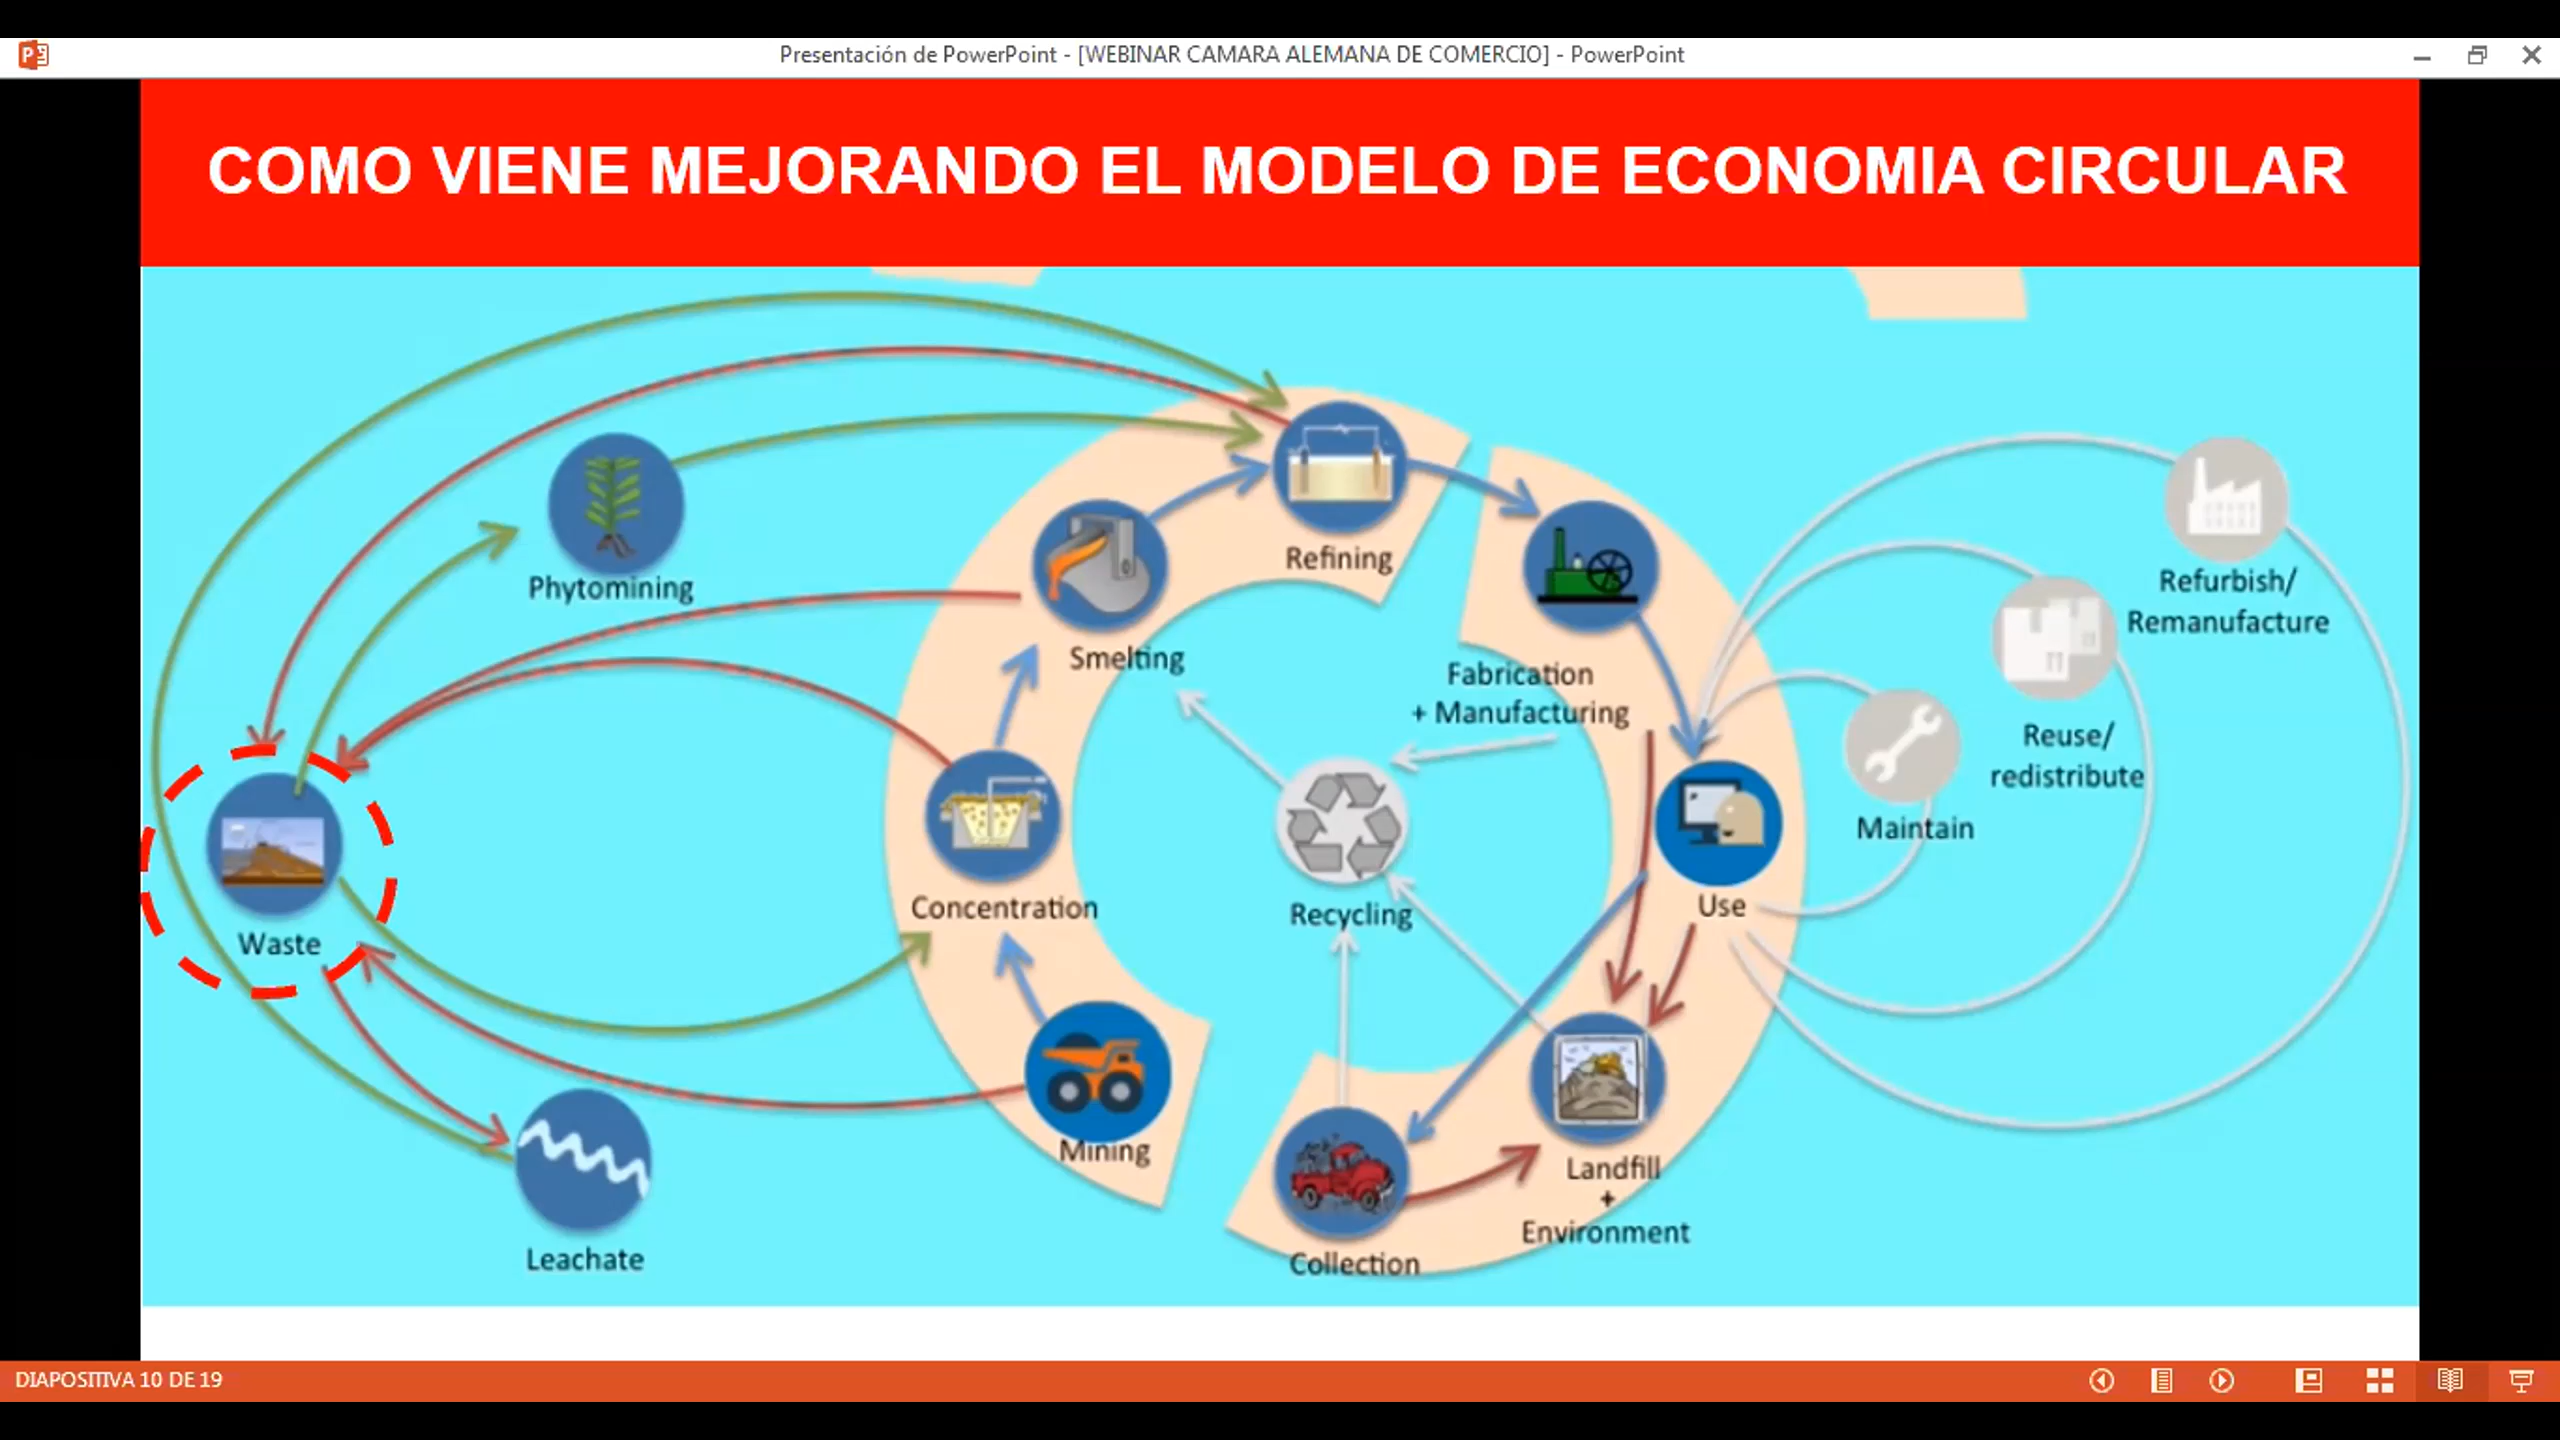 Presentación de PowerPoint - [WEBINAR CAMARA ALEMANA DE COMERCIO] - PowerPoint
COMO VIENE MEJORANDO EL MODELO DE ECONOMIA CIRCULAR
Phytomining
Refining
Smelting
Fabrication
+ Manufacturing
Refurbish/
Remanufacture
Reuse/
redistribute
Maintain
Waste
Concentration
Recycling
Use
Mining
Leachate
Collection
Landfill
+
Environment
DIAPOSITIVA 10 DE 19